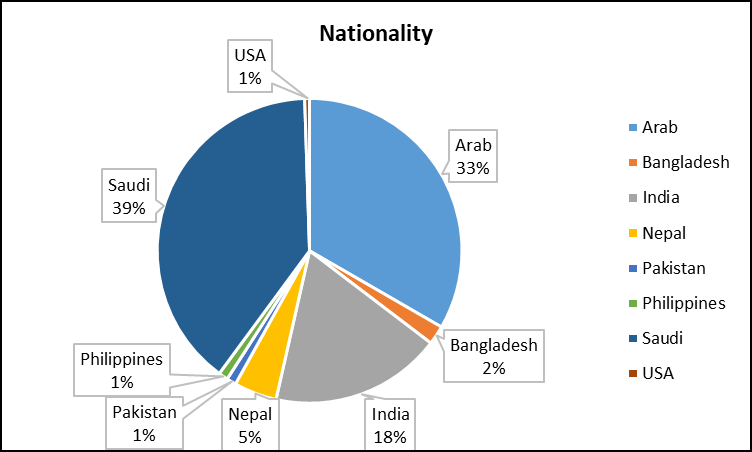 Nationality
USA
1%
Arab
33%
Saudi
39%
Bangladesh
2%
Philippines
1%
Pakistan
1%
Nepal
5%
India
18%
Arab
Bangladesh
India
Nepal
Pakistan
Philippines
Saudi
USA